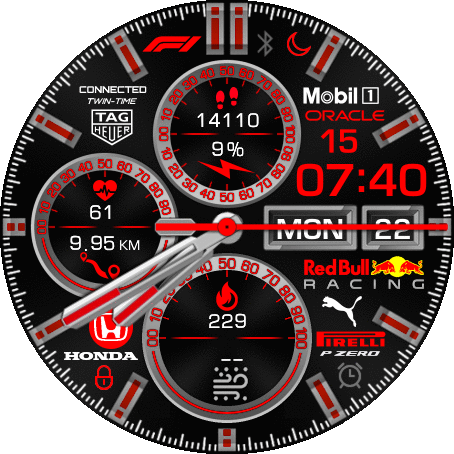 F1
CONNECTED
TWIN-TIME
TAG
HEUER
14110
9%
Mobil 1
ORACLE
15
07:40
61
9.95 KM
MON 22
Red Bull
RACING
229
--
HONDA
PIRELLI
P ZERO